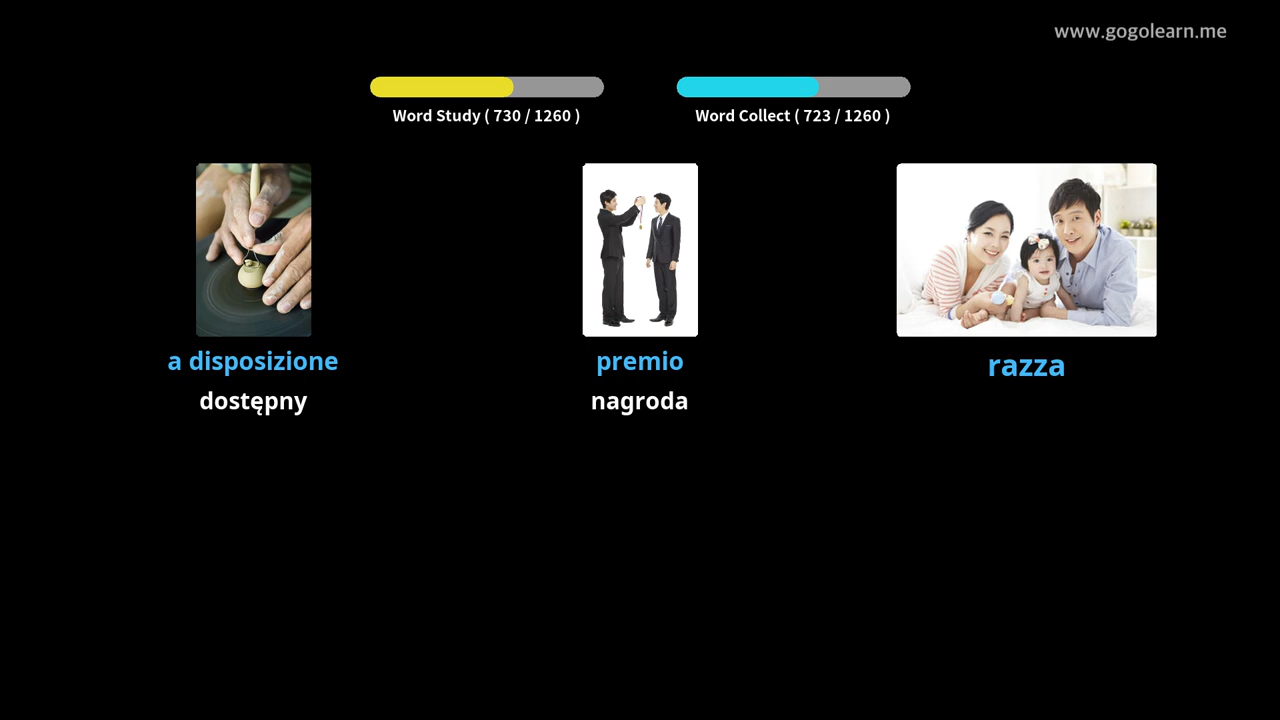 www.gogolearn.me
Word Study ( 730 / 1260 )
Word Collect ( 723 / 1260 )
a disposizione
dostępny
premio
nagroda
razza